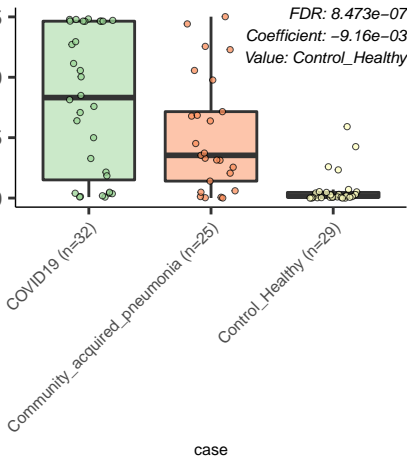 FDR: 8.473e−07
Coefficient: −9.16e−03
Value: Control_Healthy
COVID19 (n=32)
Community_acquired_pneumonia (n=25)
Control_Healthy (n=29)
case